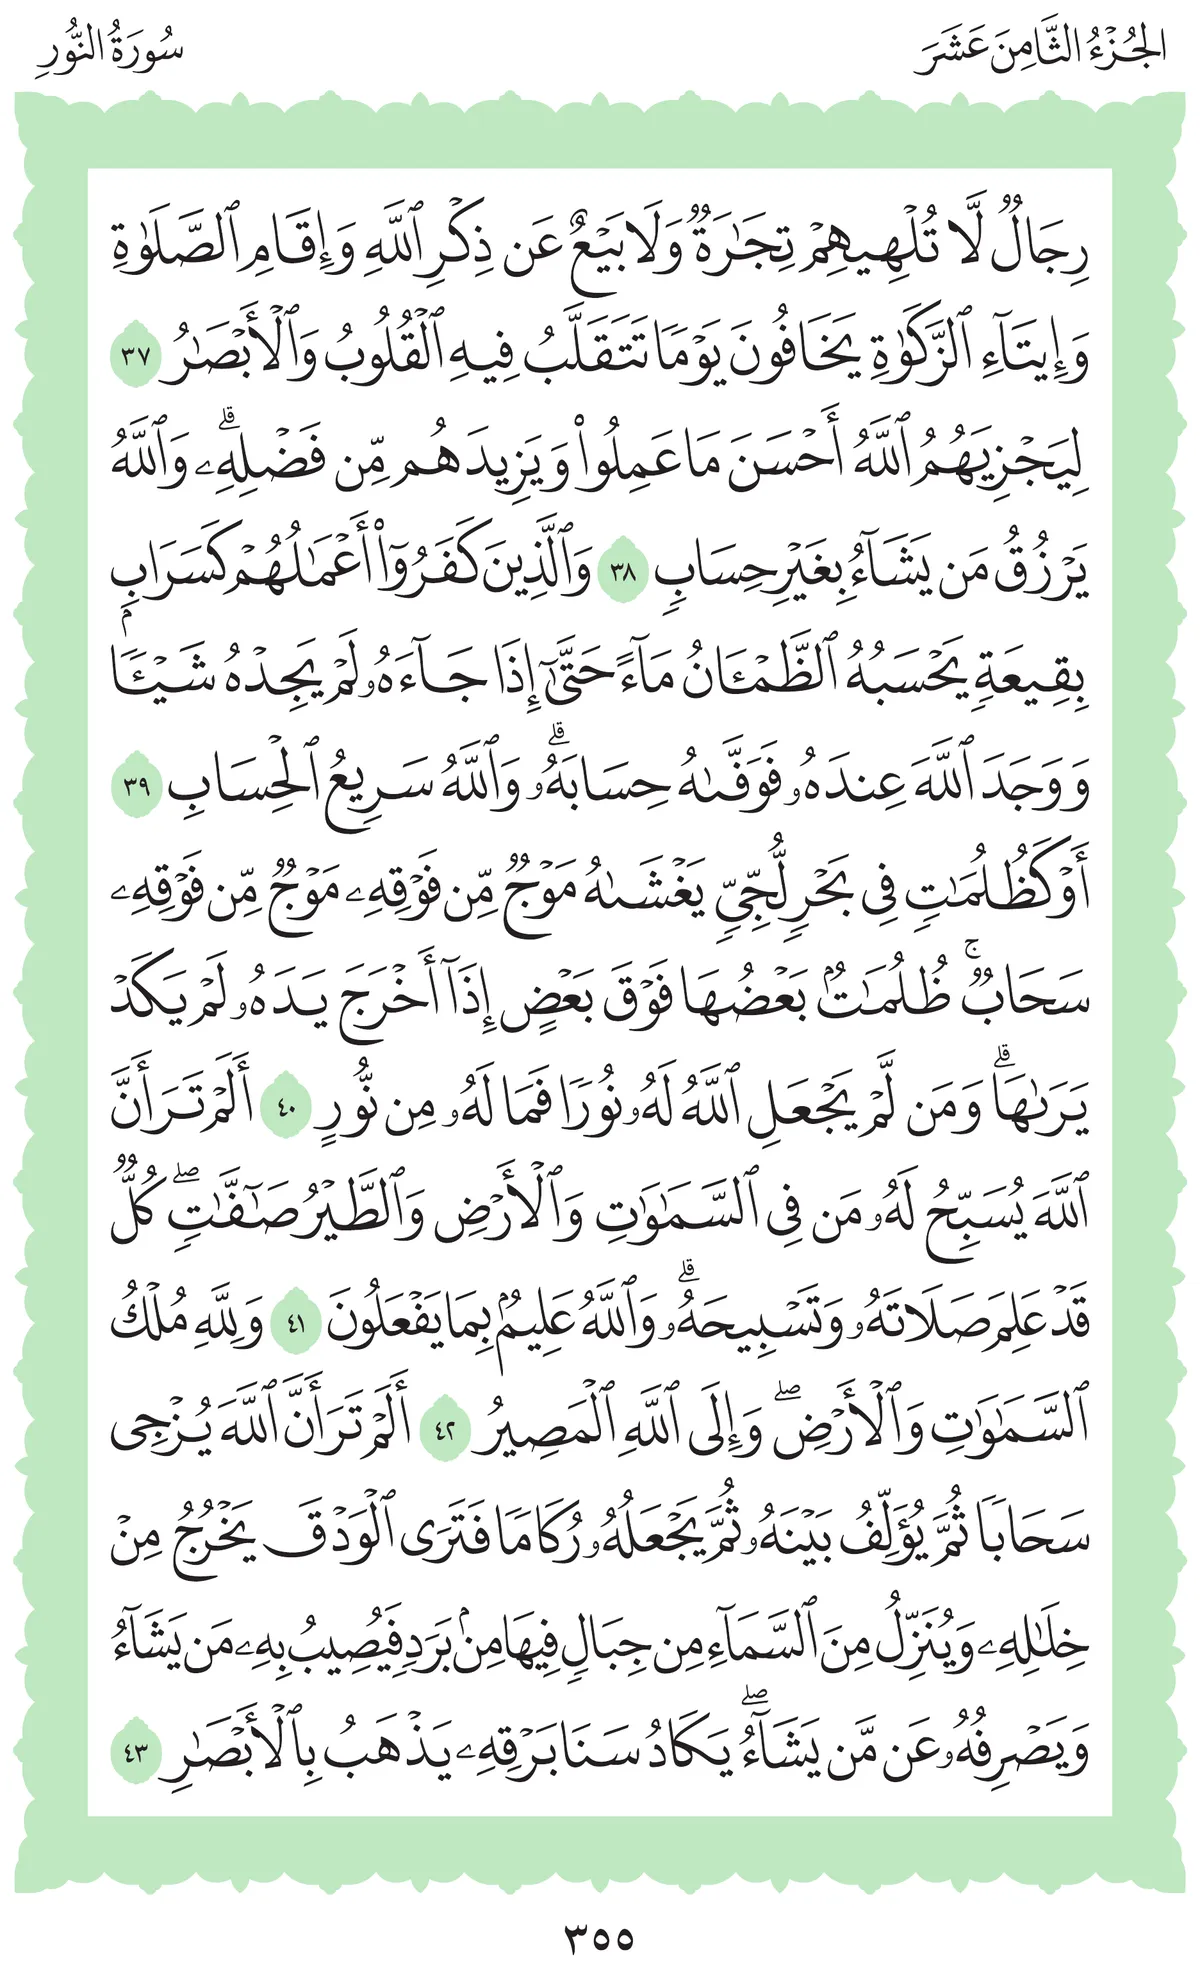 الجُزْءُ الثَّامِنَ عَشَرَ
سُورَةُ النُّورِ
رِجَالٌ لَّا تُلْهِيهِمْ تِجَٰرَةٌ وَلَا بَيْعٌ عَن ذِكْرِ ٱللَّهِ وَإِقَامِ ٱلصَّلَوٰةِ
وَإِيتَآءِ ٱلزَّكَوٰةِ يَخَافُونَ يَوْمًا تَتَقَلَّبُ فِيهِ ٱلْقُلُوبُ وَٱلْأَبْصَٰرُ ٣٧
لِيَجْزِيَهُمُ ٱللَّهُ أَحْسَنَ مَا عَمِلُوا۟ وَيَزِيدَهُم مِّن فَضْلِهِۦۗ وَٱللَّهُ
يَرْزُقُ مَن يَشَآءُ بِغَيْرِ حِسَابٍ ٣٨ وَٱلَّذِينَ كَفَرُوٓا۟ أَعْمَٰلُهُمْ كَسَرَابٍۭ
بِقِيعَةٍ يَحْسَبُهُ ٱلظَّمْـَٔانُ مَآءً حَتَّىٰٓ إِذَا جَآءَهُۥ لَمْ يَجِدْهُ شَيْـًٔا
وَوَجَدَ ٱللَّهَ عِندَهُۥ فَوَفَّىٰهُ حِسَابَهُۥۗ وَٱللَّهُ سَرِيعُ ٱلْحِسَابِ ٣٩
أَوْ كَظُلُمَٰتٍ فِى بَحْرٍ لُّجِّىٍّ يَغْشَىٰهُ مَوْجٌ مِّن فَوْقِهِۦ مَوْجٌ مِّن فَوْقِهِۦ
سَحَابٌۚ ظُلُمَٰتٌۢ بَعْضُهَا فَوْقَ بَعْضٍ إِذَآ أَخْرَجَ يَدَهُۥ لَمْ يَكَدْ
يَرَىٰهَاۗ وَمَن لَّمْ يَجْعَلِ ٱللَّهُ لَهُۥ نُورًا فَمَا لَهُۥ مِن نُّورٍ ٤٠ أَلَمْ تَرَ أَنَّ
ٱللَّهَ يُسَبِّحُ لَهُۥ مَن فِى ٱلسَّمَٰوَٰتِ وَٱلْأَرْضِ وَٱلطَّيْرُ صَٰٓفَّٰتٍۖ كُلٌّ
قَدْ عَلِمَ صَلَاتَهُۥ وَتَسْبِيحَهُۥۗ وَٱللَّهُ عَلِيمٌۢ بِمَا يَفْعَلُونَ ٤١ وَلِلَّهِ مُلْكُ
ٱلسَّمَٰوَٰتِ وَٱلْأَرْضِۖ وَإِلَى ٱللَّهِ ٱلْمَصِيرُ ٤٢ أَلَمْ تَرَ أَنَّ ٱللَّهَ يُزْجِى
سَحَابًا ثُمَّ يُؤَلِّفُ بَيْنَهُۥ ثُمَّ يَجْعَلُهُۥ رُكَامًا فَتَرَى ٱلْوَدْقَ يَخْرُجُ مِنْ
خِلَٰلِهِۦ وَيُنَزِّلُ مِنَ ٱلسَّمَآءِ مِن جِبَالٍ فِيهَا مِنۢ بَرَدٍ فَيُصِيبُ بِهِۦ مَن يَشَآءُ
وَيَصْرِفُهُۥ عَن مَّن يَشَآءُۖ يَكَادُ سَنَا بَرْقِهِۦ يَذْهَبُ بِٱلْأَبْصَٰرِ ٤٣
٣٥٥